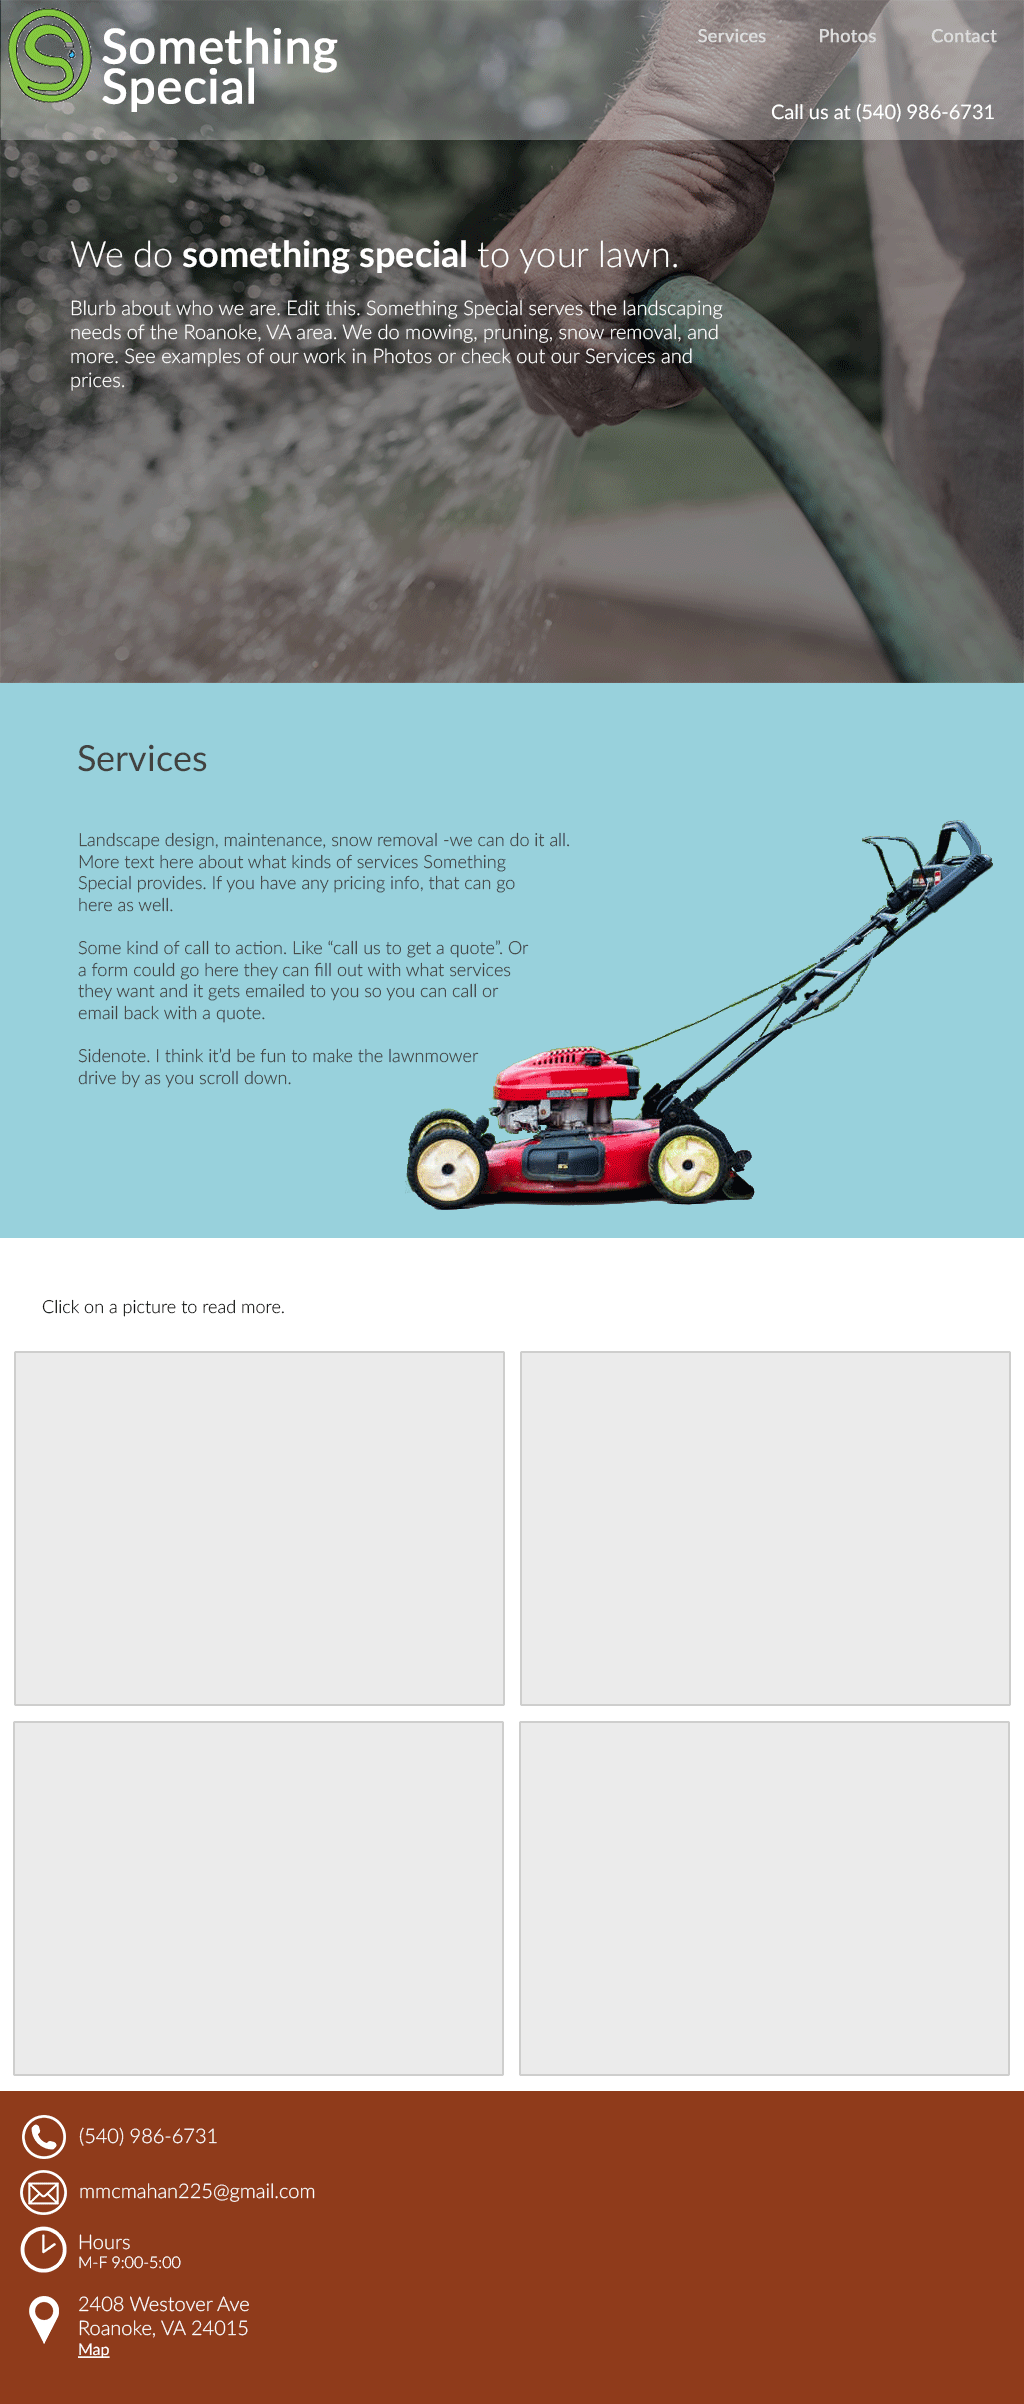 Something
Special
Services
Photos
Contact
Call us at (540) 986-6731
We do something special to your lawn.
Blurb about who we are. Edit this. Something Special serves the landscaping
needs of the Roanoke, VA area. We do mowing, pruning, snow removal, and
more. See examples of our work in Photos or check out our Services and
prices.
Services
Landscape design, maintenance, snow removal -we can do it all.
More text here about what kinds of services Something
Special provides. If you have any pricing info, that can go
here as well.
Some kind of call to action. Like “call us to get a quote”. Or
a form could go here they can fill out with what services
they want and it gets emailed to you so you can call or
email back with a quote.
Sidenote. I think it’d be fun to make the lawnmower
drive by as you scroll down.
Click on a picture to read more.
(540) 986-6731
mmcmahan225@gmail.com
Hours
M-F 9:00-5:00
2408 Westover Ave
Roanoke, VA 24015
Map